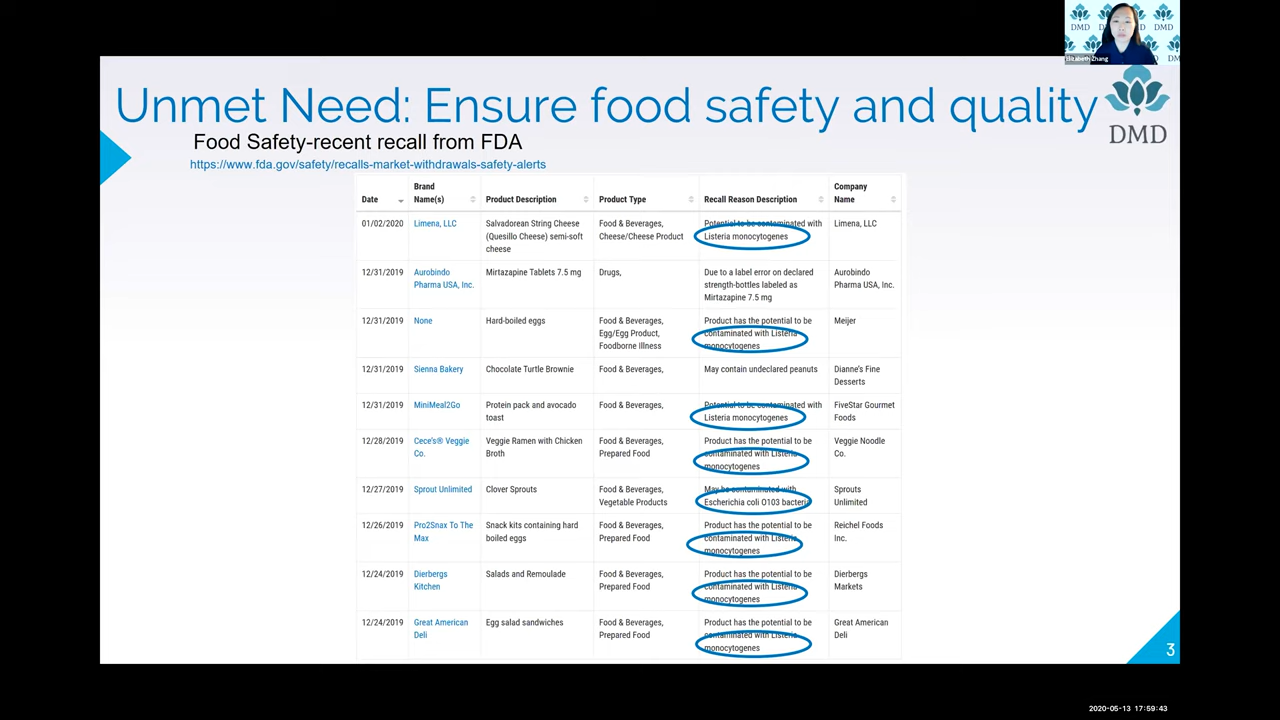 DMD DMD
Elizabeth Zhang
Unmet Need: Ensure food safety and quality
DMD
Food Safety-recent recall from FDA
https://www.fda.gov/safety/recalls-market-withdrawals-safety-alerts
Date Brand Name(s) Product Description Product Type Recall Reason Description Company Name
01/02/2020 Limena, LLC Salvadorean String Cheese (Quesillo Cheese) semi-soft cheese Food & Beverages, Cheese/Cheese Product Potential to be contaminated with Listeria monocytogenes Limena, LLC
12/31/2019 Aurobindo Pharma USA, Inc. Mirtazapine Tablets 7.5 mg Drugs, Due to a label error on declared strength-bottles labeled as Mirtazapine 7.5 mg Aurobindo Pharma USA, Inc.
12/31/2019 None Hard-boiled eggs Food & Beverages, Egg/Egg Product, Foodborne Illness Product has the potential to be contaminated with Listeria monocytogenes Meijer
12/31/2019 Sienna Bakery Chocolate Turtle Brownie Food & Beverages, May contain undeclared peanuts Dianne's Fine Desserts
12/31/2019 MiniMeal2Go Protein pack and avocado toast Food & Beverages, Potential to be contaminated with Listeria monocytogenes FiveStar Gourmet Foods
12/28/2019 Cece's® Veggie Co. Veggie Ramen with Chicken Broth Food & Beverages, Prepared Food Product has the potential to be contaminated with Listeria monocytogenes Veggie Noodle Co.
12/27/2019 Sprout Unlimited Clover Sprouts Food & Beverages, Vegetable Products May be contaminated with Escherichia coli O103 bacteria Sprouts Unlimited
12/26/2019 Pro2Snax To The Max Snack kits containing hard boiled eggs Food & Beverages, Prepared Food Product has the potential to be contaminated with Listeria monocytogenes Reichel Foods Inc.
12/24/2019 Dierbergs Kitchen Salads and Remoulade Food & Beverages, Prepared Food Product has the potential to be contaminated with Listeria monocytogenes Dierbergs Markets
12/24/2019 Great American Deli Egg salad sandwiches Food & Beverages, Prepared Food Product has the potential to be contaminated with Listeria monocytogenes Great American Deli
3
2020-05-13 17:59:43